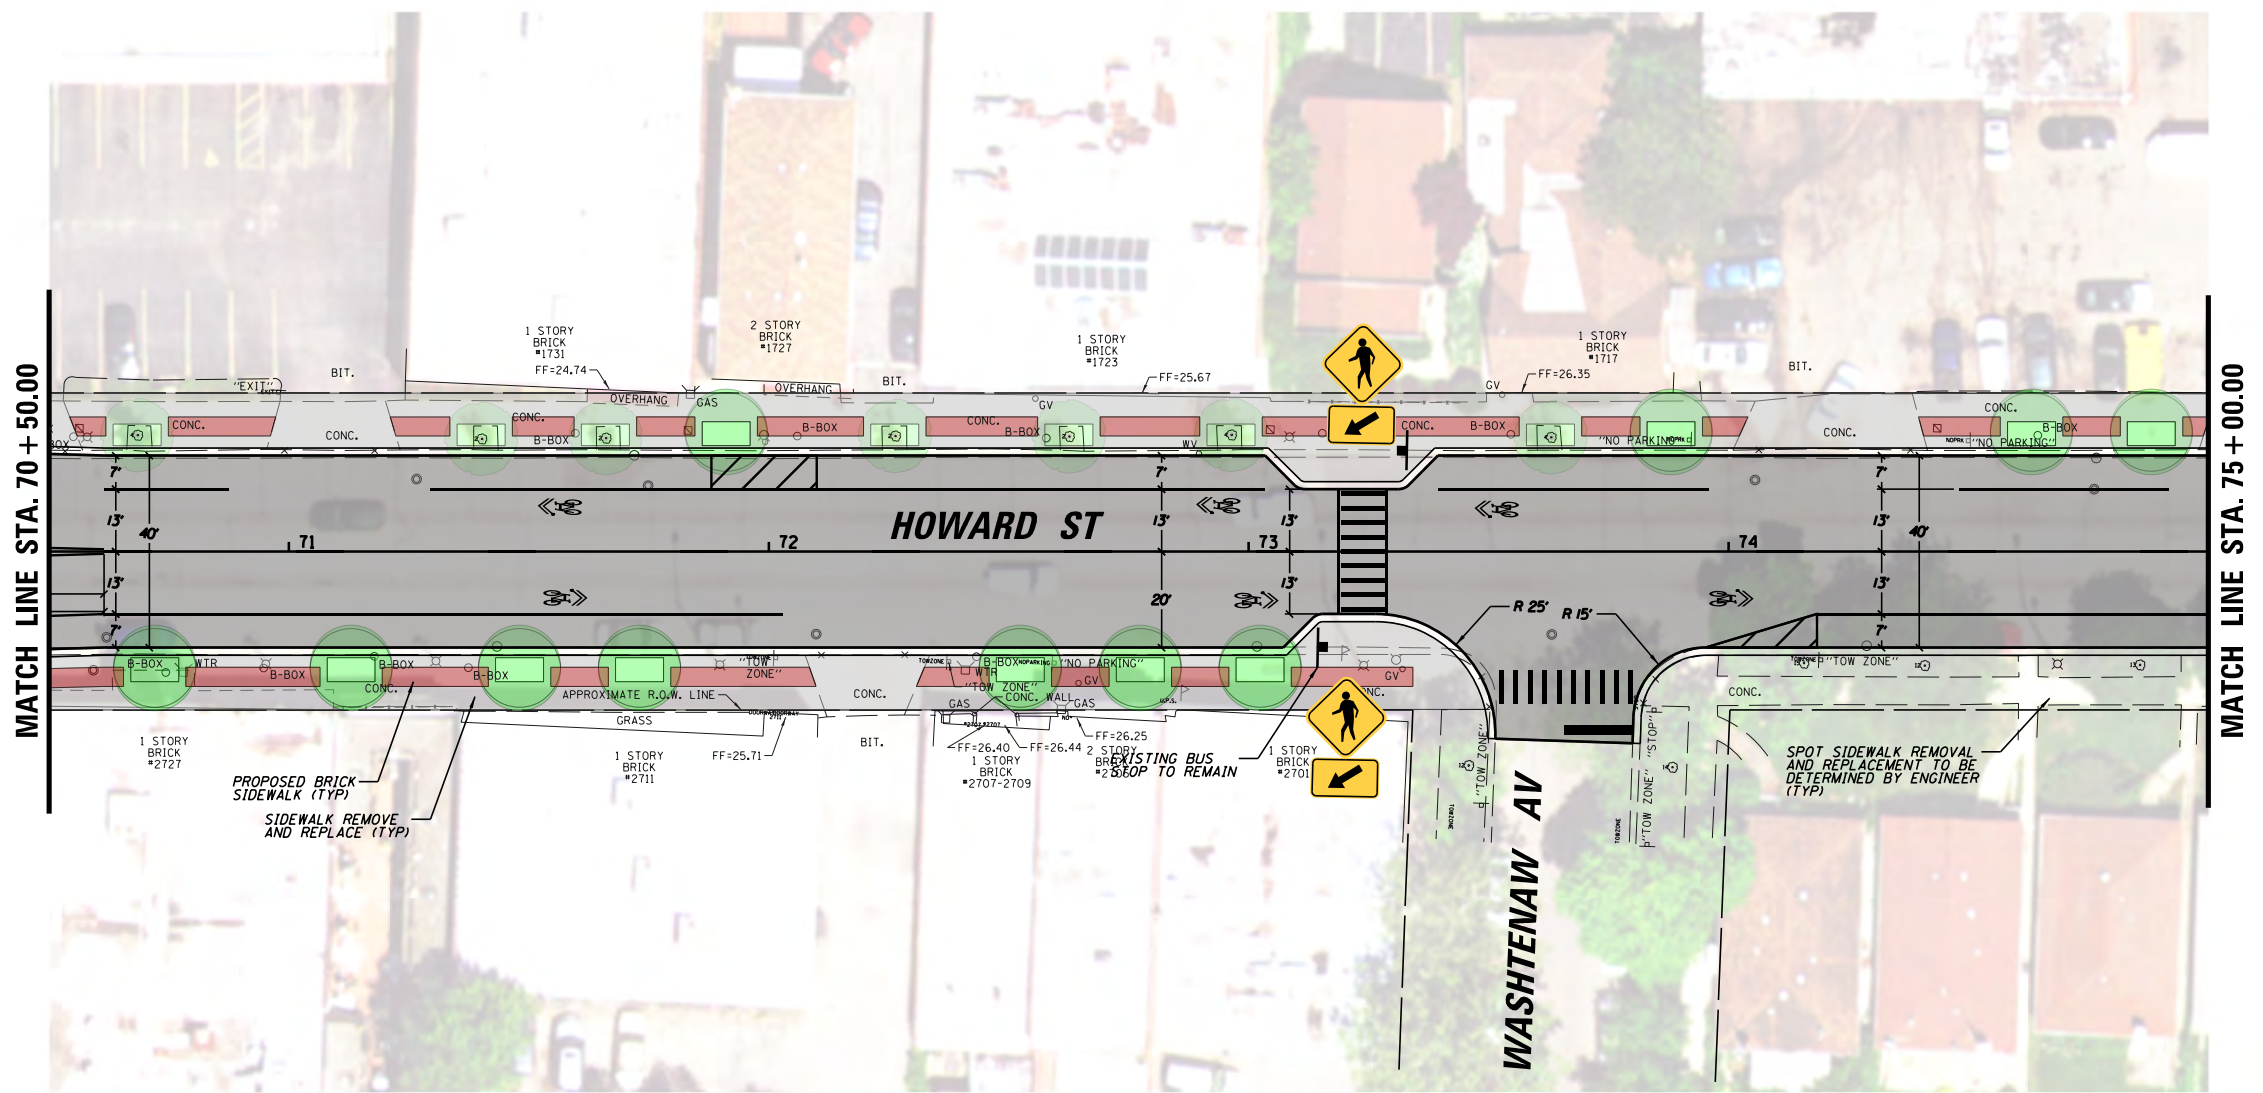 MATCH LINE STA. 70 + 50.00
MATCH LINE STA. 75 + 00.00
1 STORY
BRICK
#1731
FF=24.74
2 STORY
BRICK
#1727
1 STORY
BRICK
#1723
FF=25.67
1 STORY
BRICK
#1717
FF=26.35
BIT.
BIT.
BIT.
"EXIT"
OVERHANG
OVERHANG
GAS
GV
GV
CONC.
CONC.
CONC.
B-BOX
B-BOX
CONC.
B-BOX
WV
CONC.
B-BOX
"NO PARKING"
NOPRK
CONC.
CONC.
B-BOX
NOPRK
"NO PARKING"
7'
13'
40'
13'
7'
7'
13'
20'
13'
13'
7'
13'
40'
13'
7'
HOWARD ST
71
72
73
74
R 25'
R 15'
B-BOX
WTR
B-BOX
B-BOX
CONC.
B-BOX
"TOW
ZONE"
APPROXIMATE R.O.W. LINE
GRASS
CONC.
BIT.
TOWZONE
B-BOX
NOPARKING
"NO PARKING"
WTR
"TOW ZONE"
GV
CONC. WALL
GAS
GAS
GV
CONC.
TOWZONE
"TOW ZONE"
CONC.
1 STORY
BRICK
#2727
1 STORY
BRICK
#2711
FF=25.71
FF=26.40
FF=26.44
FF=26.25
1 STORY
BRICK
#2707-2709
2 STORY
1 STORY
BRICK
#2701
EXISTING BUS
STOP TO REMAIN
PROPOSED BRICK
SIDEWALK (TYP)
SIDEWALK REMOVE
AND REPLACE (TYP)
SPOT SIDEWALK REMOVAL
AND REPLACEMENT TO BE
DETERMINED BY ENGINEER
(TYP)
"TOW ZONE"
TOWZONE
"TOW ZONE" "STOP"
TOWZONE
WASHTENAW AV